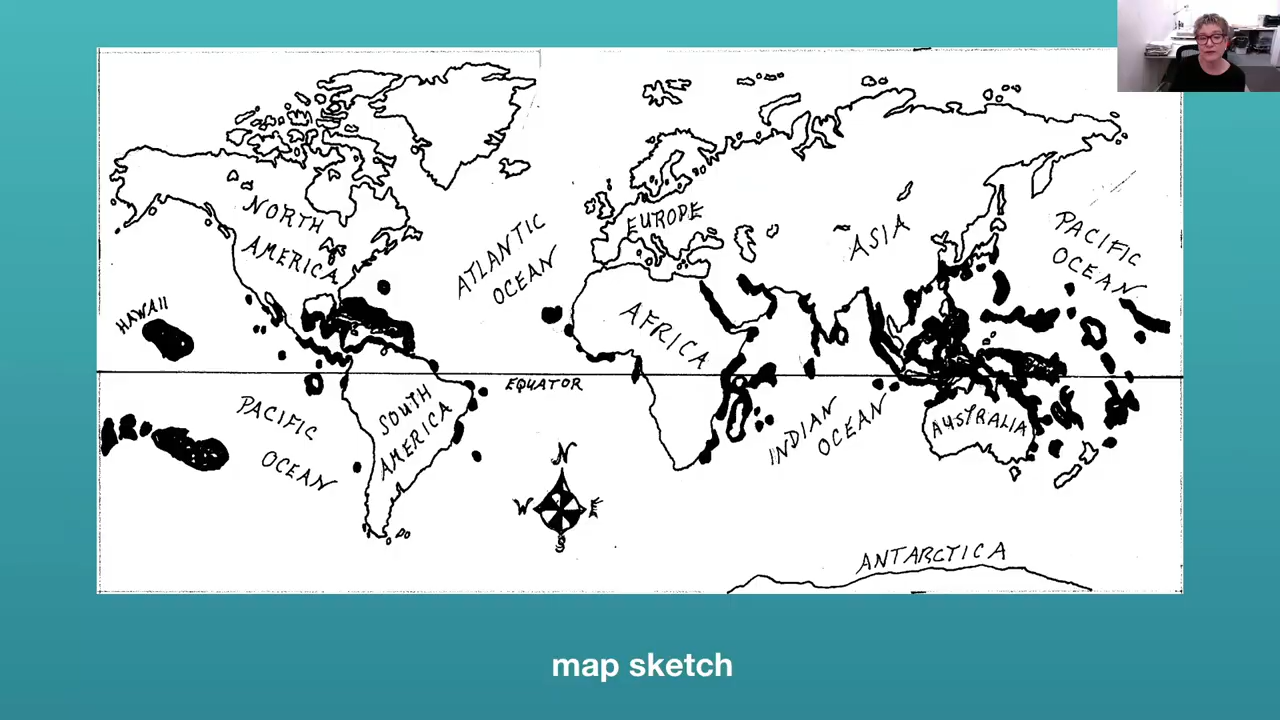 NORTH
AMERICA
ATLANTIC
OCEAN
EUROPE
ASIA
PACIFIC
OCEAN
HAWAII
AFRICA
EQUATOR
PACIFIC
OCEAN
SOUTH
AMERICA
INDIAN
OCEAN
AUSTRALIA
N
W
E
S
ANTARCTICA
map sketch